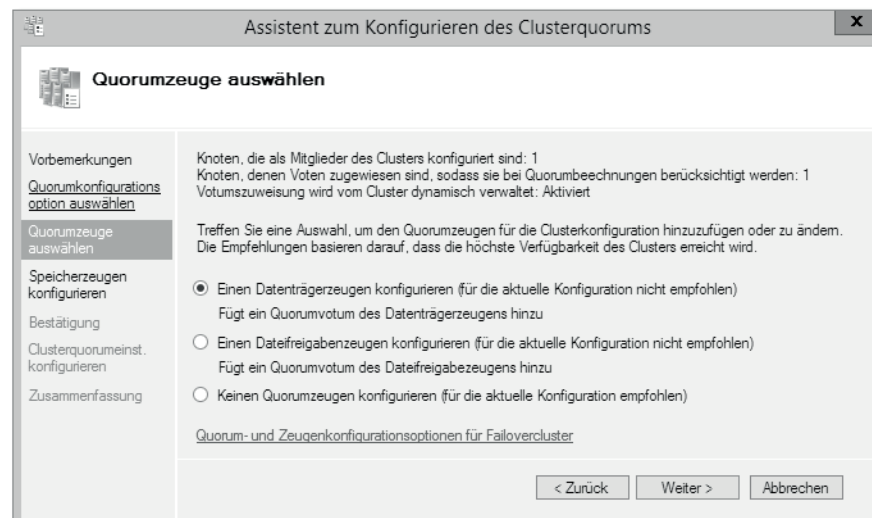 Assistent zum Konfigurieren des Clusterquorums
x
Quorumzeuge auswählen
Vorbemerkungen
Quorumkonfigurations
option auswählen
Quorumzeuge
auswählen
Speicherzeugen
konfigurieren
Bestätigung
Clusterquorumeinst.
konfigurieren
Zusammenfassung
Knoten, die als Mitglieder des Clusters konfiguriert sind: 1
Knoten, denen Voten zugewiesen sind, sodass sie bei Quorumbeechnungen berücksichtigt werden: 1
Votumszuweisung wird vom Cluster dynamisch verwaltet: Aktiviert
Treffen Sie eine Auswahl, um den Quorumzeugen für die Clusterkonfiguration hinzuzufügen oder zu ändern.
Die Empfehlungen basieren darauf, dass die höchste Verfügbarkeit des Clusters erreicht wird.
Einen Datenträgerzeugen konfigurieren (für die aktuelle Konfiguration nicht empfohlen)
Fügt ein Quorumvotum des Datenträgerzeugens hinzu
Einen Dateifreigabenzeugen konfigurieren (für die aktuelle Konfiguration nicht empfohlen)
Fügt ein Quorumvotum des Dateifreigabezeugens hinzu
Keinen Quorumzeugen konfigurieren (für die aktuelle Konfiguration empfohlen)
Quorum- und Zeugenkonfigurationsoptionen für Failovercluster
< Zurück
Weiter >
Abbrechen